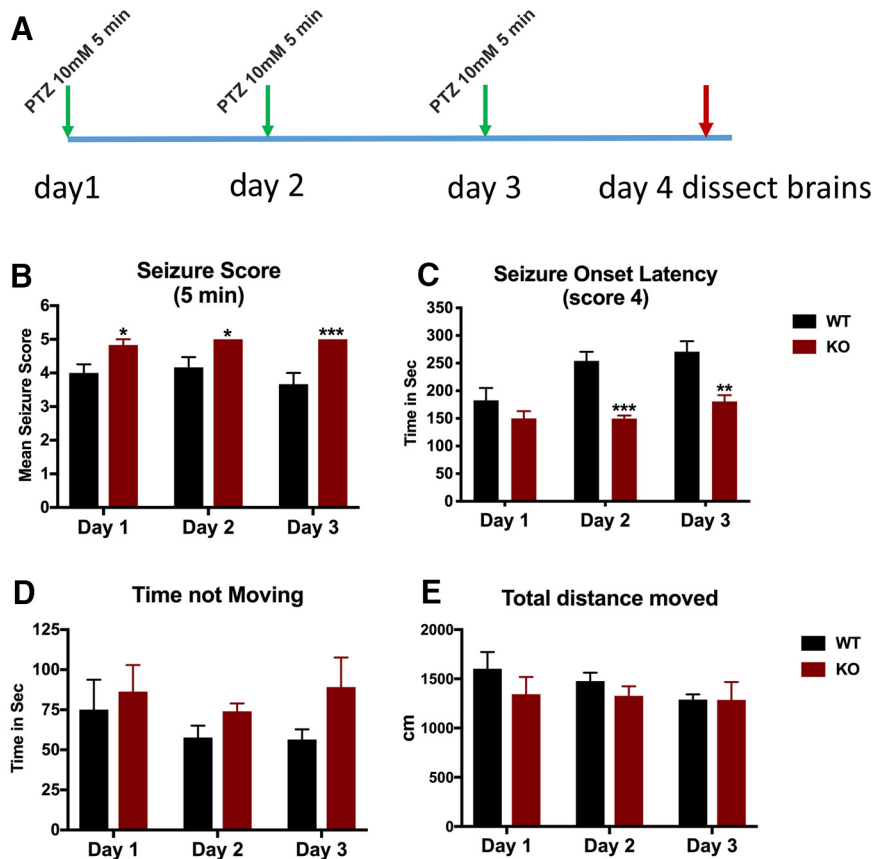 A
PTZ 10mM 5 min
PTZ 10mM 5 min
PTZ 10mM 5 min
day1
day 2
day 3
day 4 dissect brains
B
Seizure Score
(5 min)
Mean Seizure Score
6
5
4
3
2
1
0
*
*
***
Day 1
Day 2
Day 3
C
Seizure Onset Latency
(score 4)
Time in Sec
350
300
250
200
150
100
50
0
***
**
Day 1
Day 2
Day 3
WT
KO
D
Time not Moving
Time in Sec
125
100
75
50
25
0
Day 1
Day 2
Day 3
E
Total distance moved
cm
2000
1500
1000
500
0
Day 1
Day 2
Day 3
WT
KO